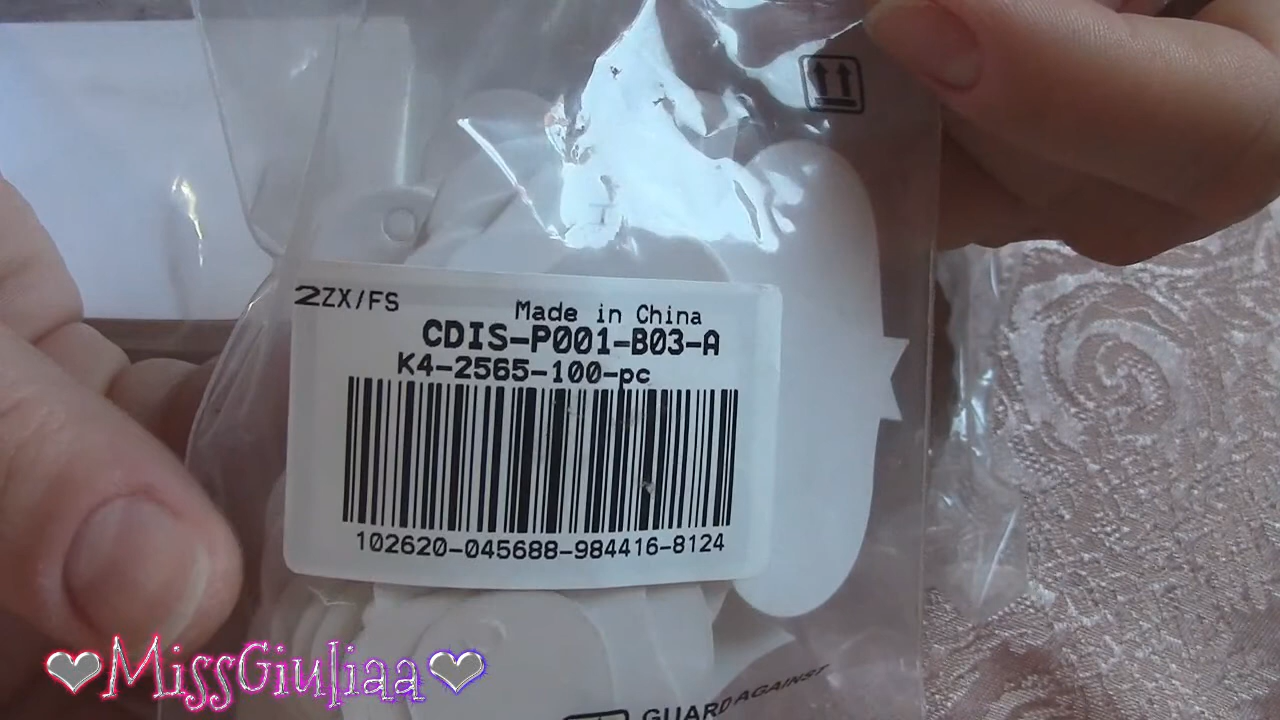 2ZX/FS
Made in China
CDIS-P001-B03-A
K4-2565-100-pc
102620-045688-984416-8124
GUARD AGAINST
❤MissGiuliaa❤